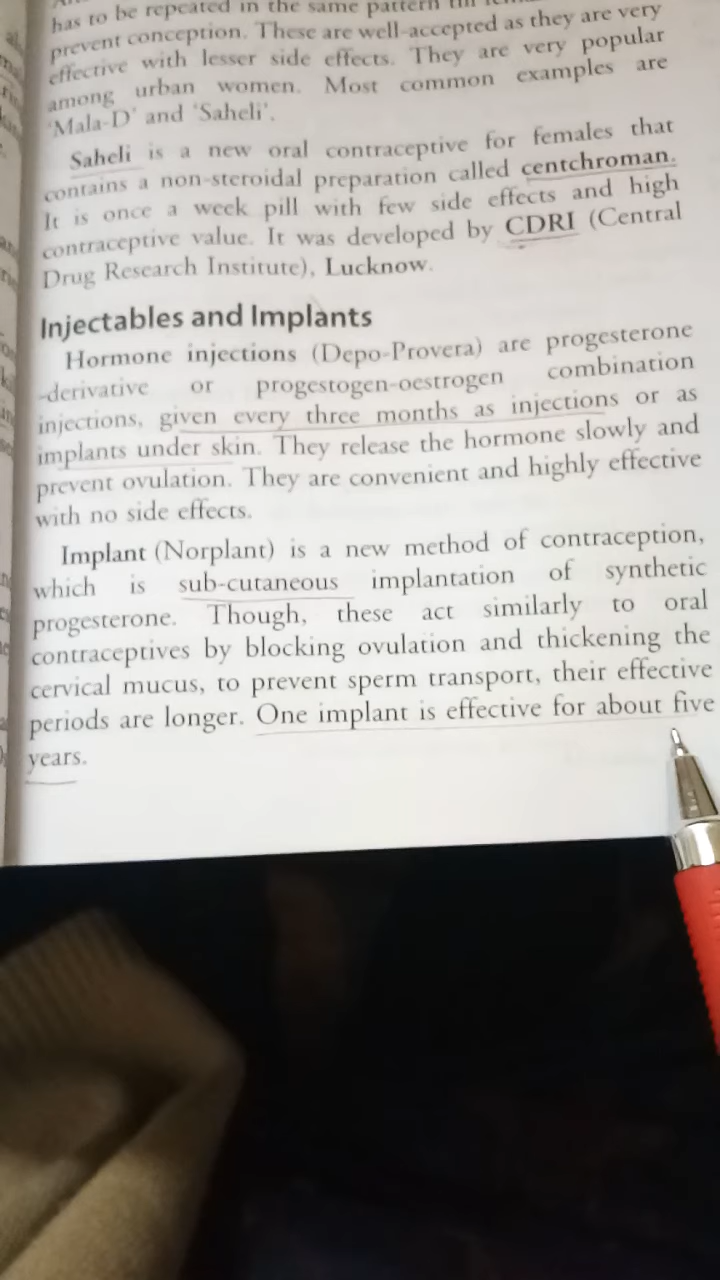 has to be repeated in the same pattern
prevent conception. These are well-accepted as they are very
effective with lesser side effects. They are very popular
among urban women. Most common examples are
'Mala-D' and 'Saheli'.
Saheli is a new oral contraceptive for females that
contains a non-steroidal preparation called centchroman.
It is once a week pill with few side effects and high
contraceptive value. It was developed by CDRI (Central
Drug Research Institute), Lucknow.
Injectables and Implants
Hormone injections (Depo-Provera) are progesterone
-derivative or progestogen-oestrogen combination
injections, given every three months as injections or as
implants under skin. They release the hormone slowly and
prevent ovulation. They are convenient and highly effective
with no side effects.
Implant (Norplant) is a new method of contraception,
which is sub-cutaneous implantation of synthetic
progesterone. Though, these act similarly to oral
contraceptives by blocking ovulation and thickening the
cervical mucus, to prevent sperm transport, their effective
periods are longer. One implant is effective for about five
years.